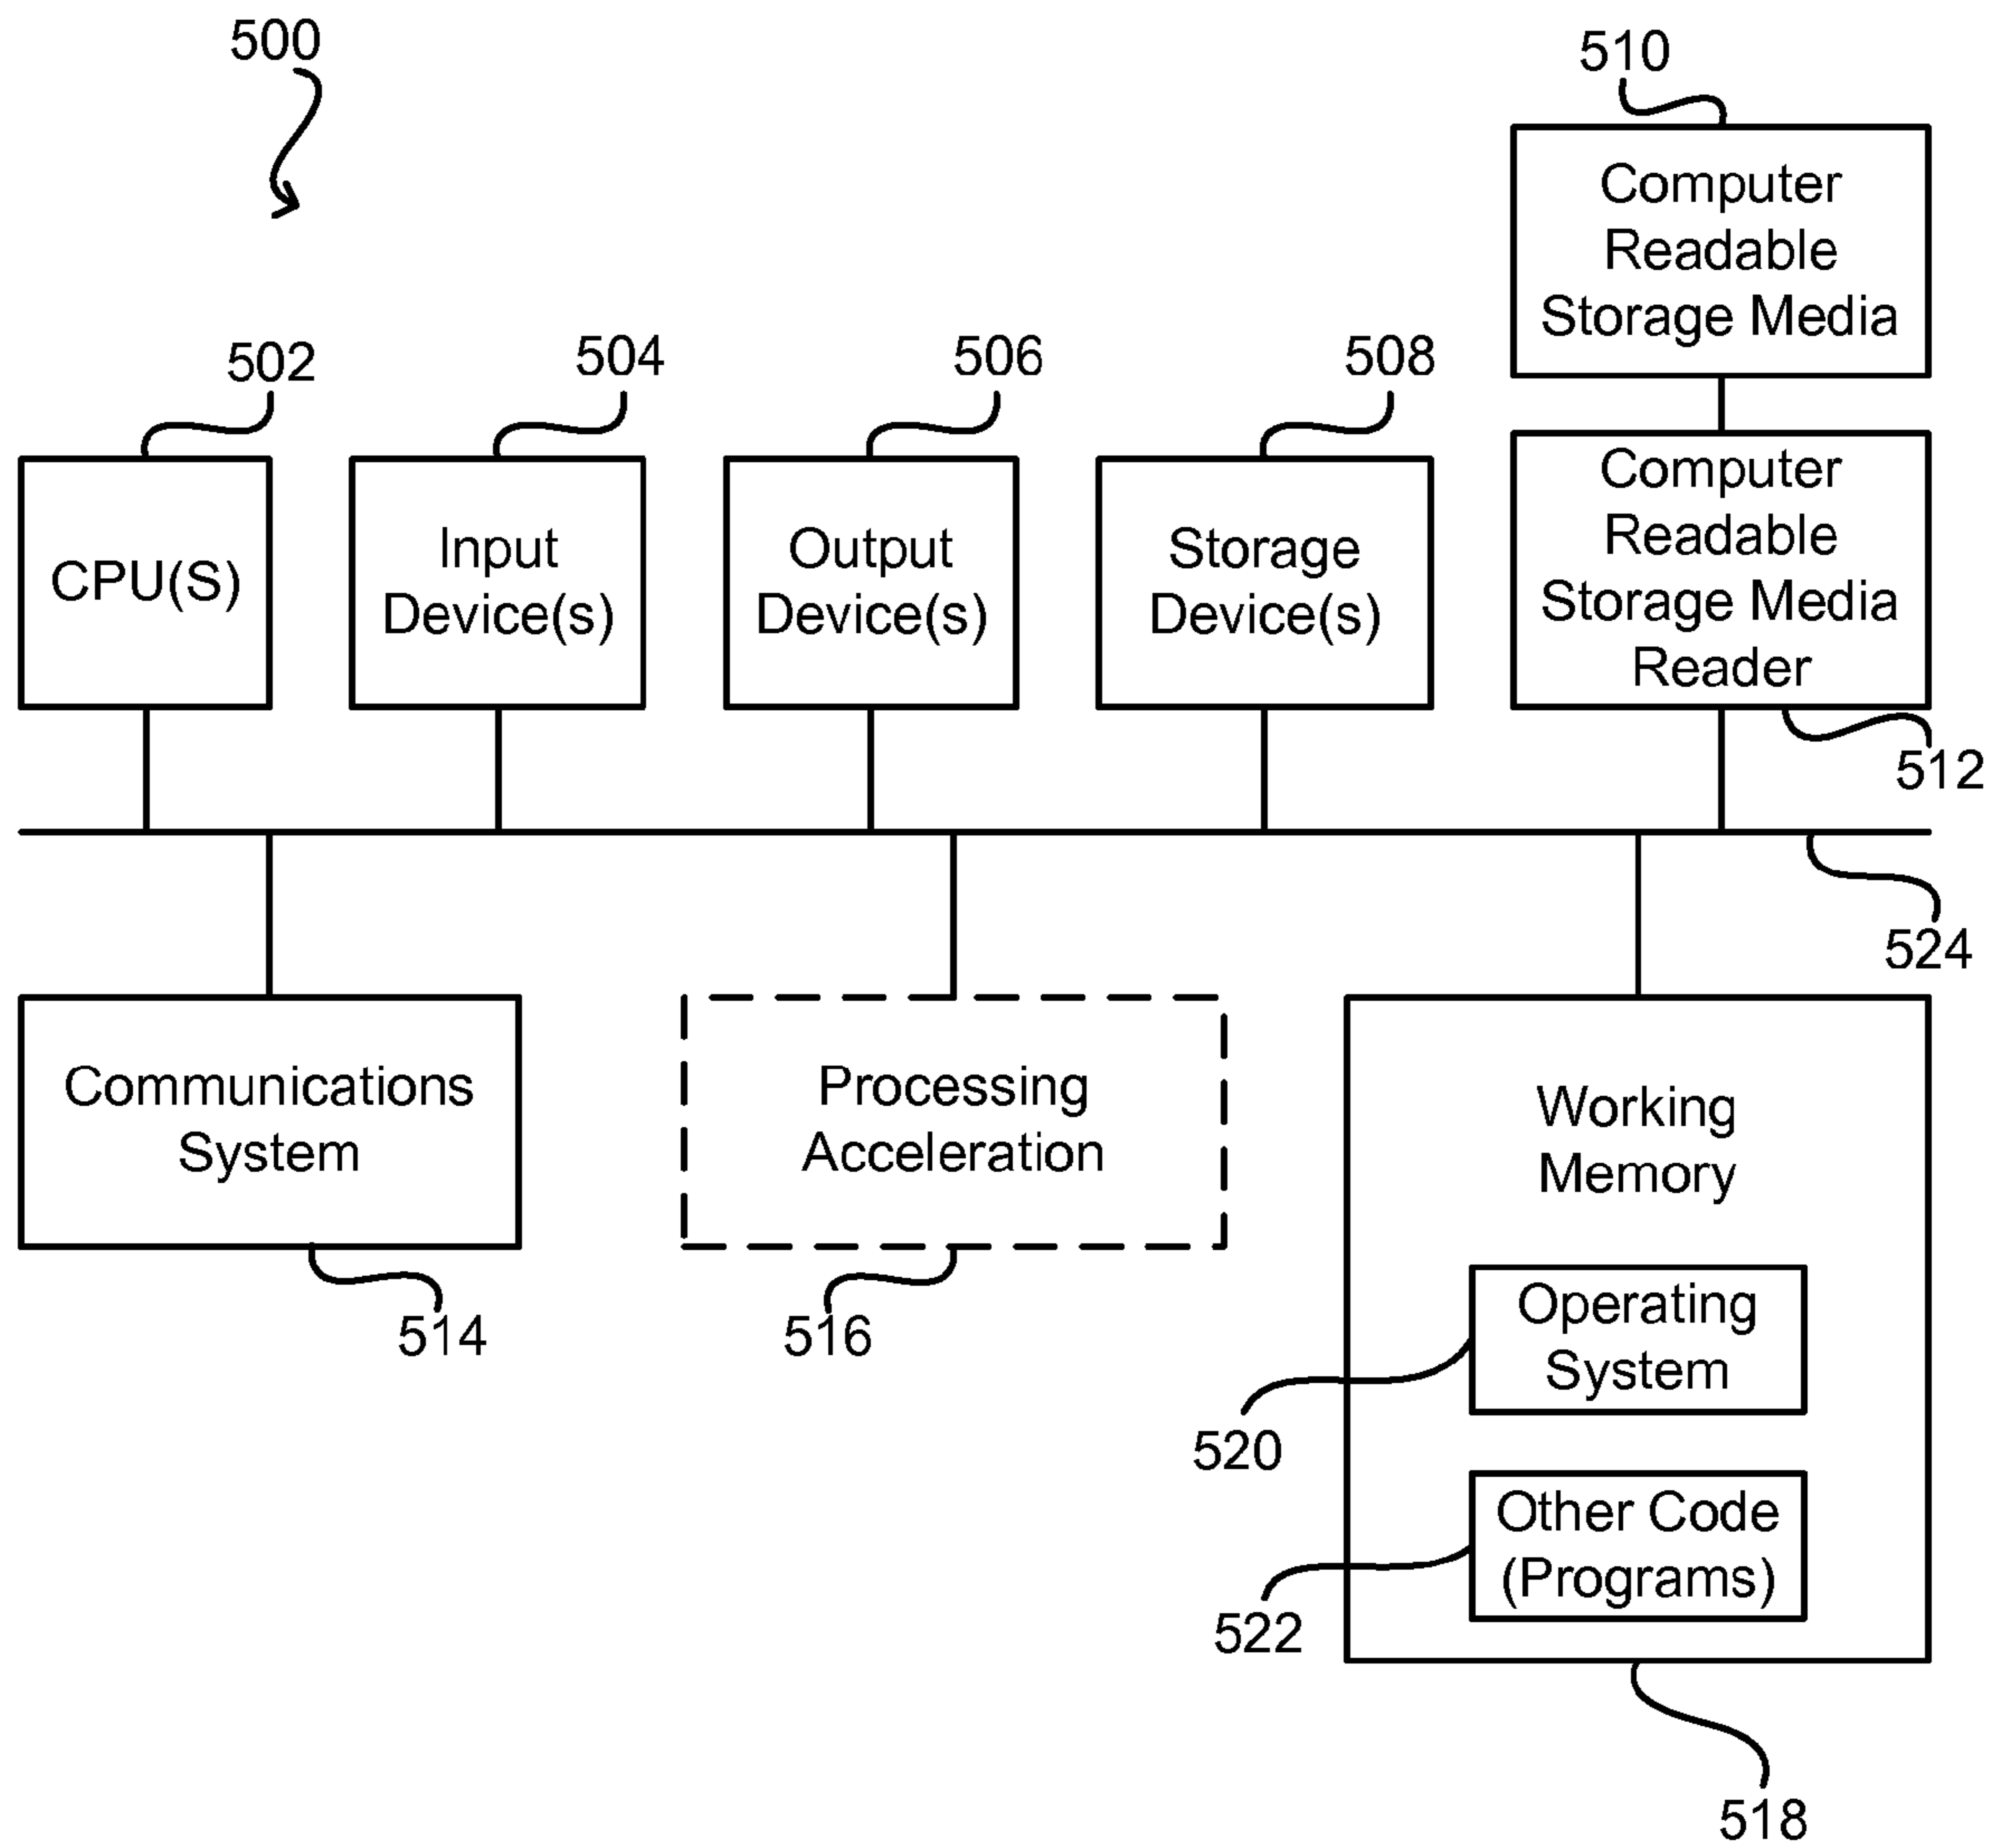 500
510
Computer
Readable
Storage Media
502
504
506
508
CPU(S)
Input
Device(s)
Output
Device(s)
Storage
Device(s)
Computer
Readable
Storage Media
Reader
512
524
Communications
System
514
Processing
Acceleration
516
Working
Memory
Operating
System
520
Other Code
(Programs)
522
518